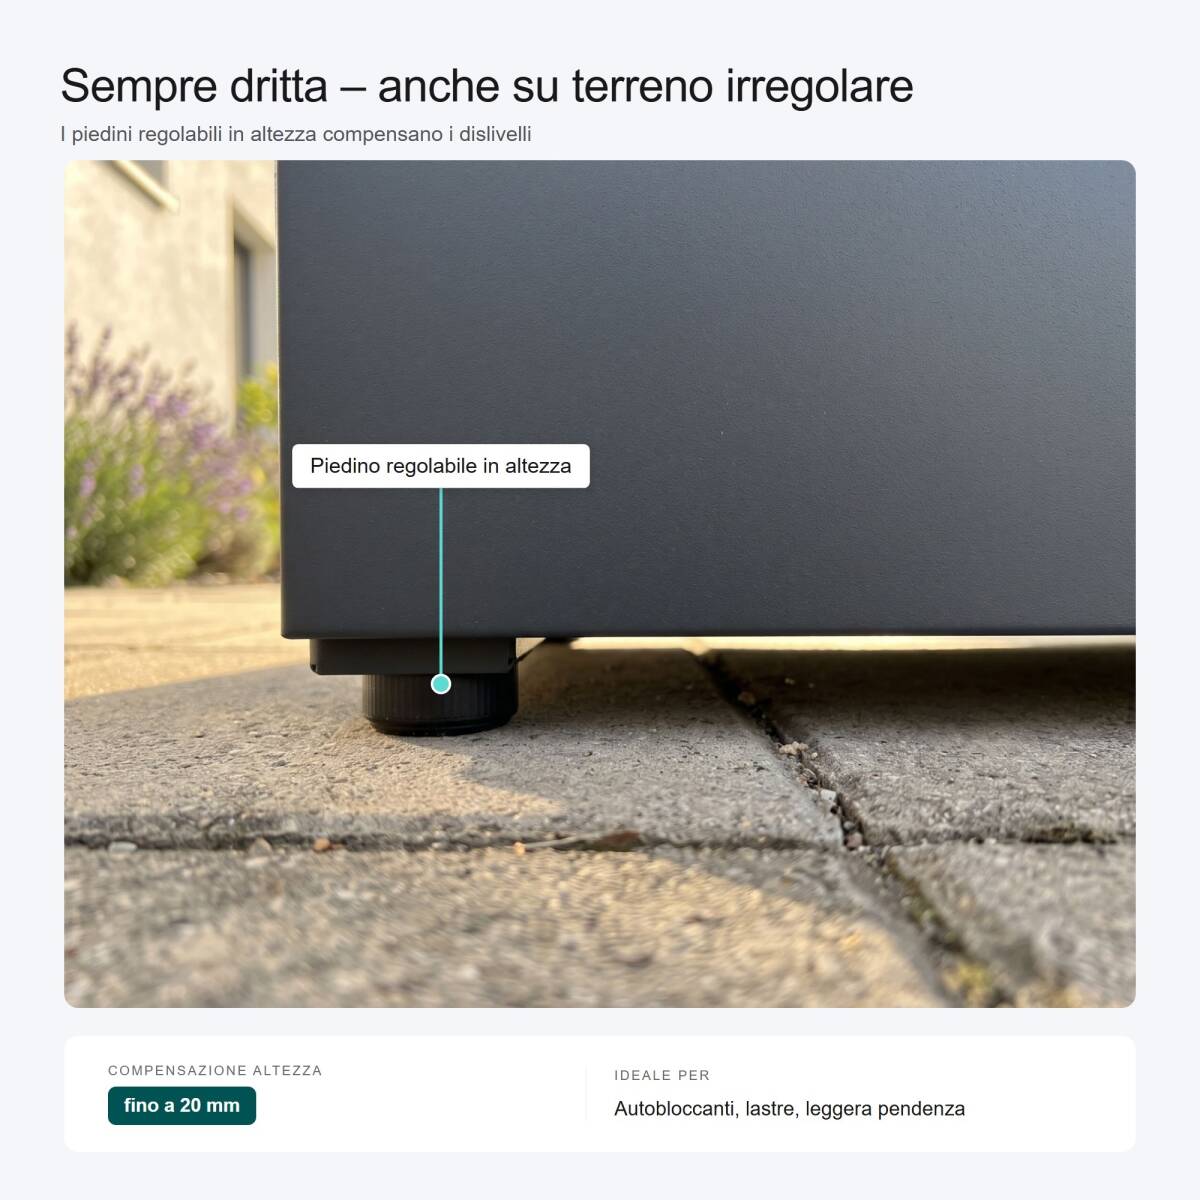 Sempre dritta – anche su terreno irregolare
I piedini regolabili in altezza compensano i dislivelli
Piedino regolabile in altezza
COMPENSAZIONE ALTEZZA
fino a 20 mm
IDEALE PER
Autobloccanti, lastre, leggera pendenza